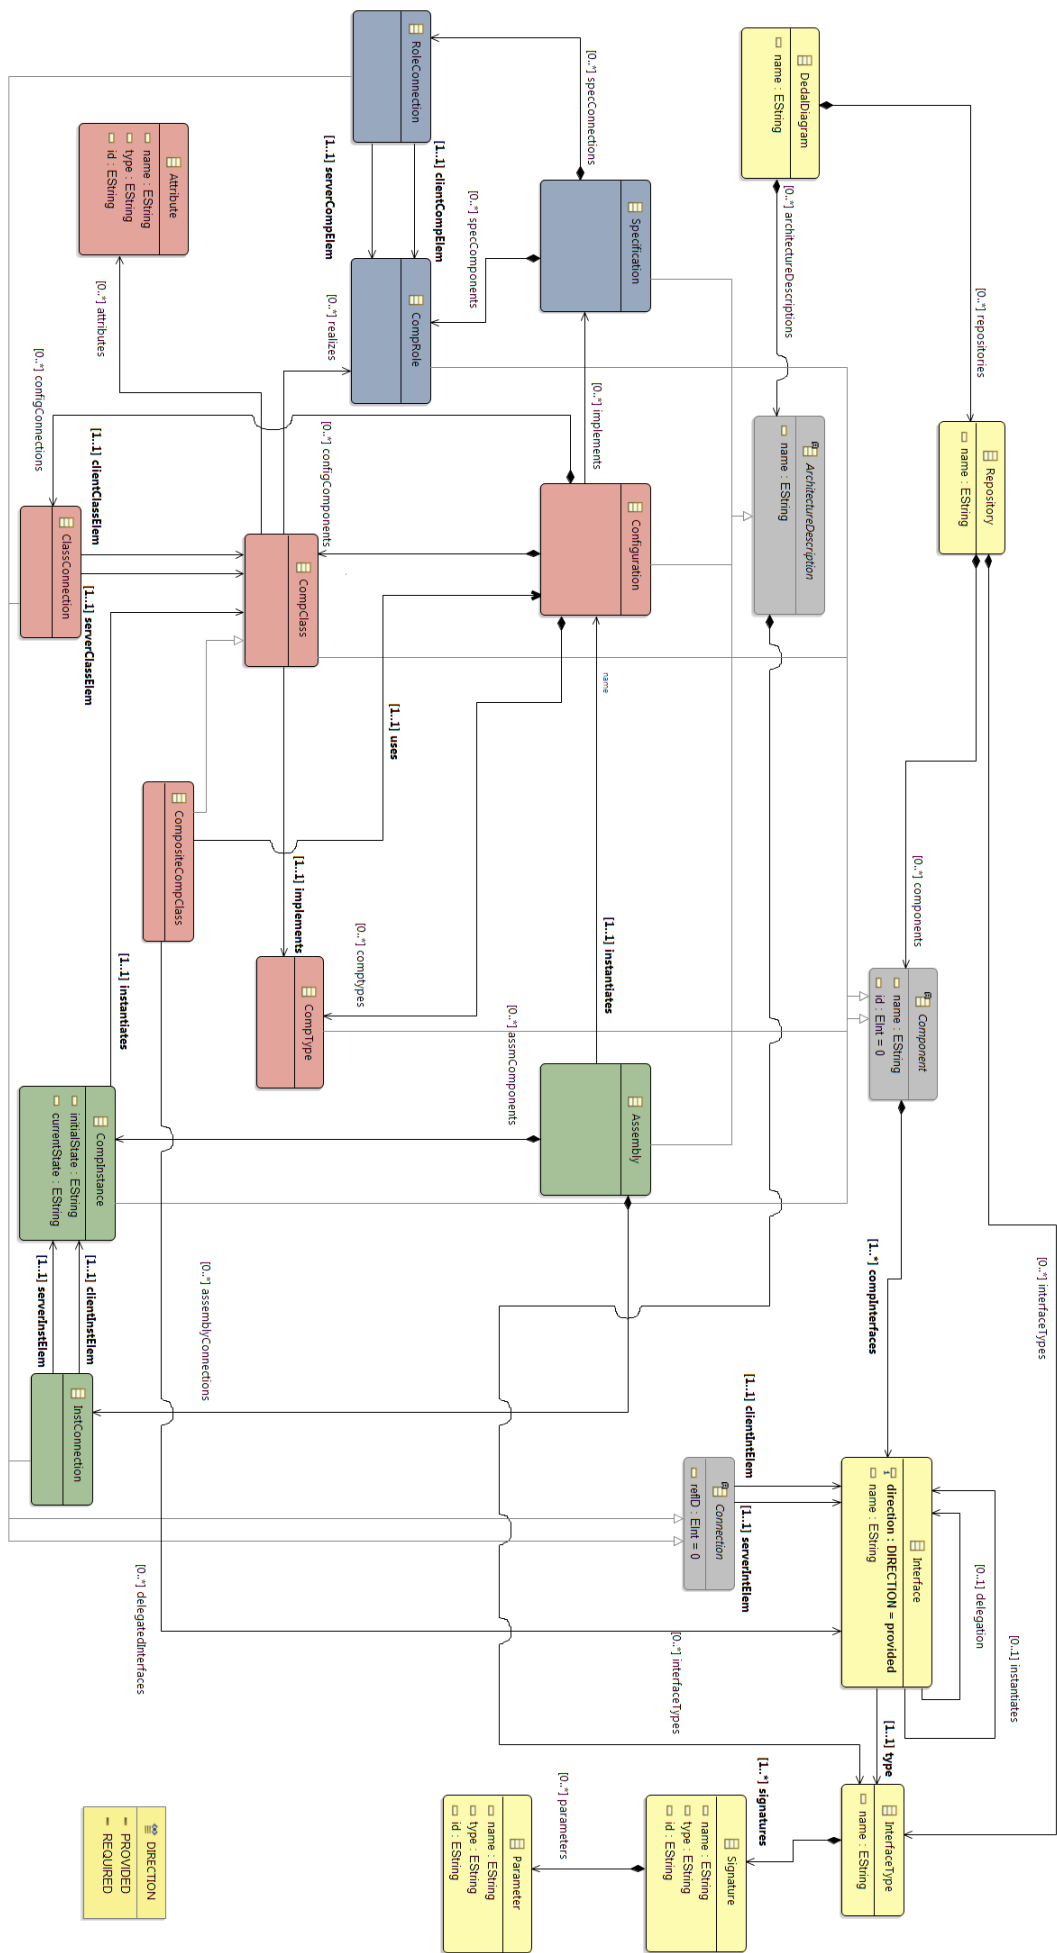 DedalDiagram
name : EString
[0..*] repositories
Repository
name : EString
[0..*] interfaceTypes
[0..*] architectureDescriptions
ArchitectureDescription
name : EString
[0..*] components
Component
name : EString
id : EInt = 0
[1..*] compInterfaces
Interface
direction : DIRECTION = provided
name : EString
[0..1] delegation
[0..1] instantiates
[1..1] type
InterfaceType
name : EString
[0..*] interfaceTypes
[1..1] clientIntElem
[1..1] serverIntElem
Connection
refID : EInt = 0
[1..*] signatures
Signature
name : EString
type : EString
id : EString
[0..*] parameters
Parameter
name : EString
type : EString
id : EString
[0..*] specConnections
Specification
[0..*] implements
Configuration
name
[1..1] instantiates
Assembly
RoleConnection
[1..1] clientCompElem
[1..1] serverCompElem
[0..*] specComponents
CompRole
[0..*] realizes
[0..*] configComponents
[1..1] uses
[0..*] comptypes
[0..*] assmComponents
CompClass
[1..1] implements
CompType
Attribute
name : EString
type : EString
id : EString
[0..*] attributes
[0..*] configConnections
[1..1] clientClassElem
[1..1] serverClassElem
ClassConnection
CompositeCompClass
[1..1] instantiates
CompInstance
initialState : EString
currentState : EString
[1..1] clientInstElem
[1..1] serverInstElem
[0..*] assemblyConnections
InstConnection
[0..*] delegatedInterfaces
DIRECTION
PROVIDED
REQUIRED